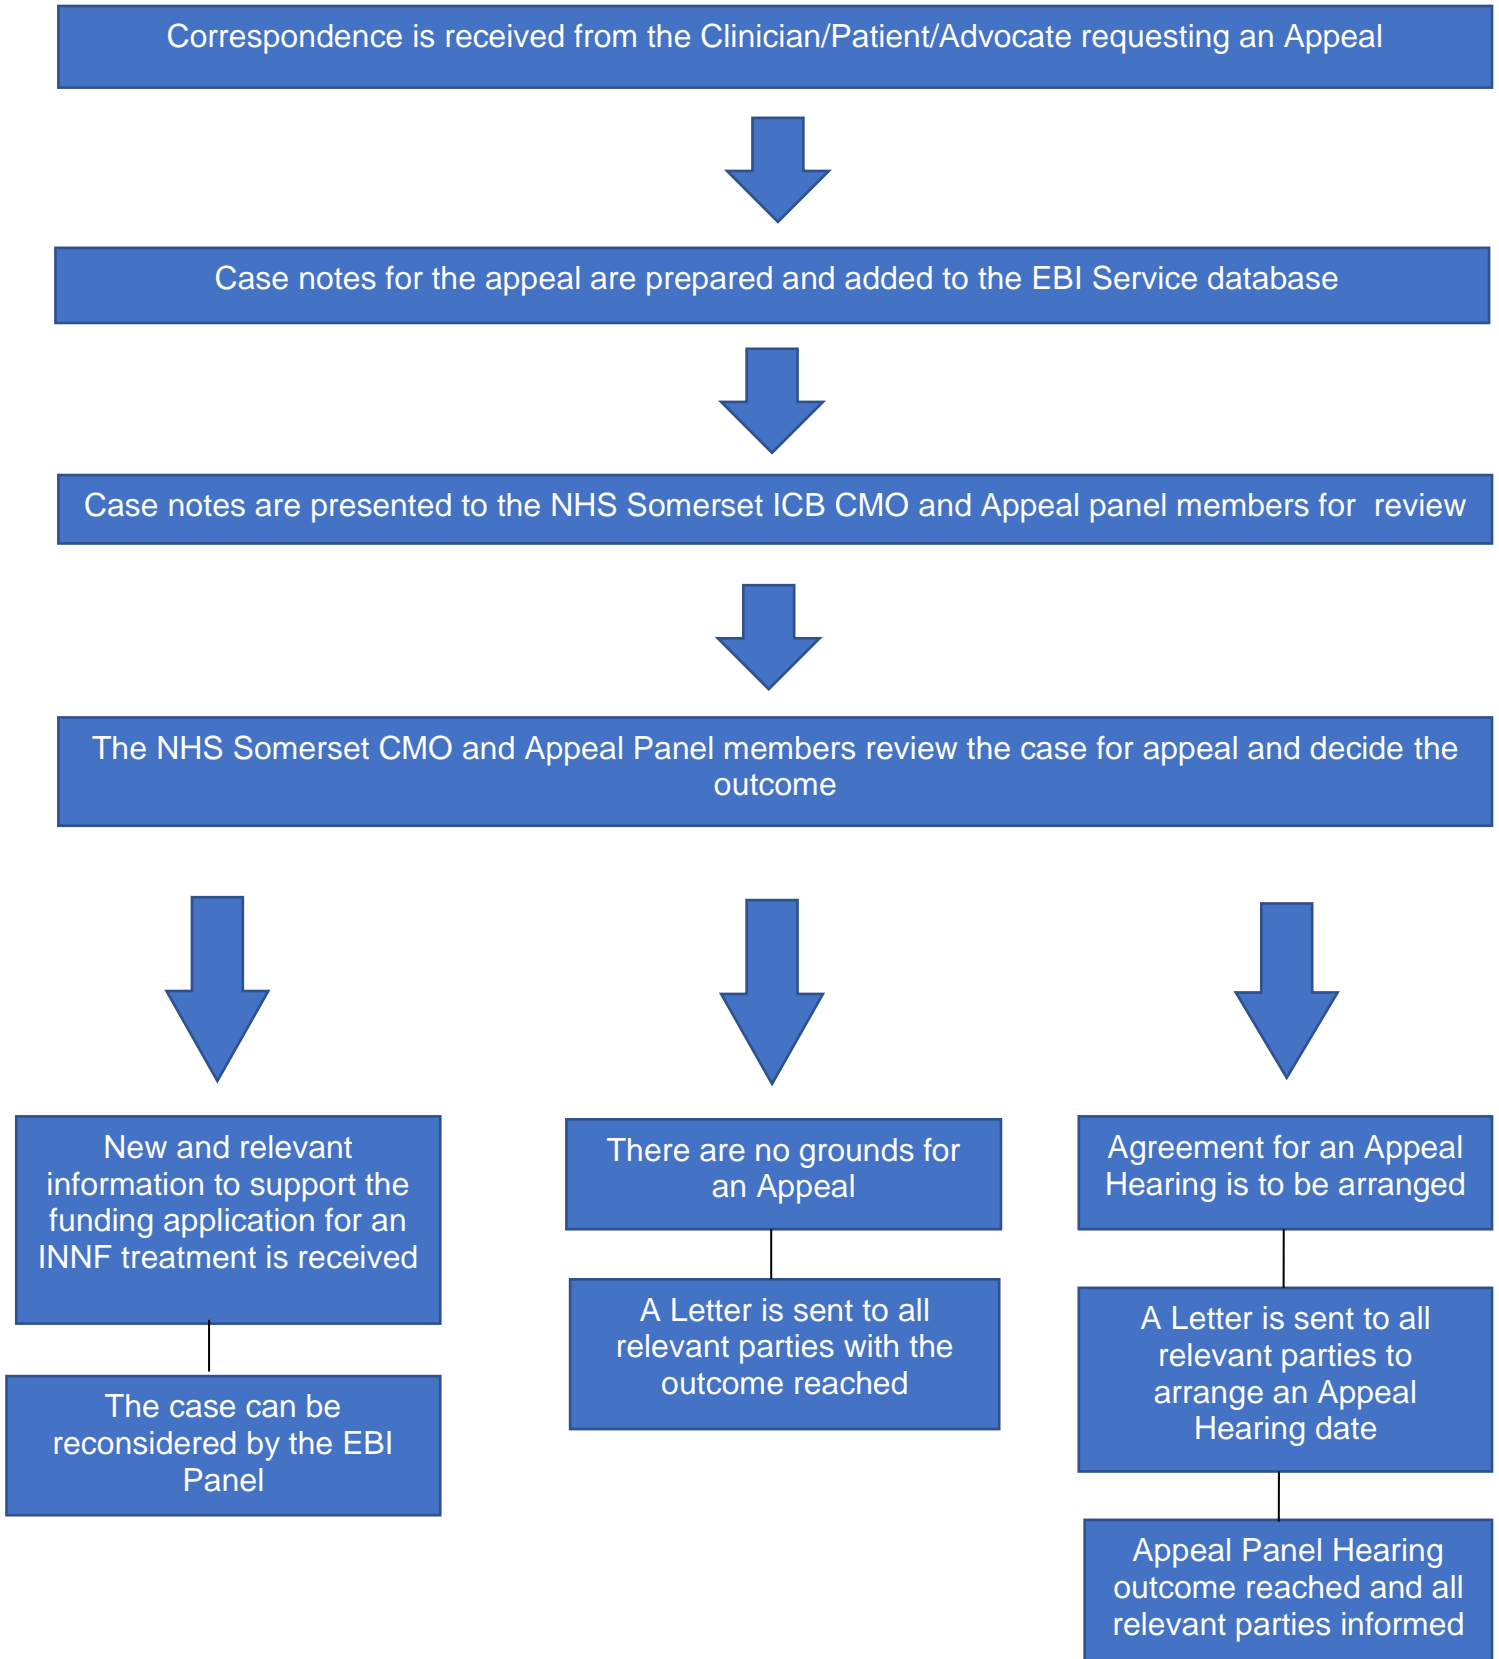 Correspondence is received from the Clinician/Patient/Advocate requesting an Appeal
Case notes for the appeal are prepared and added to the EBI Service database
Case notes are presented to the NHS Somerset ICB CMO and Appeal panel members for  review
The NHS Somerset CMO and Appeal Panel members review the case for appeal and decide the
outcome
New and relevant
information to support the
funding application for an
INNF treatment is received
The case can be
reconsidered by the EBI
Panel
There are no grounds for
an Appeal
A Letter is sent to all
relevant parties with the
outcome reached
Agreement for an Appeal
Hearing is to be arranged
A Letter is sent to all
relevant parties to
arrange an Appeal
Hearing date
Appeal Panel Hearing
outcome reached and all
relevant parties informed